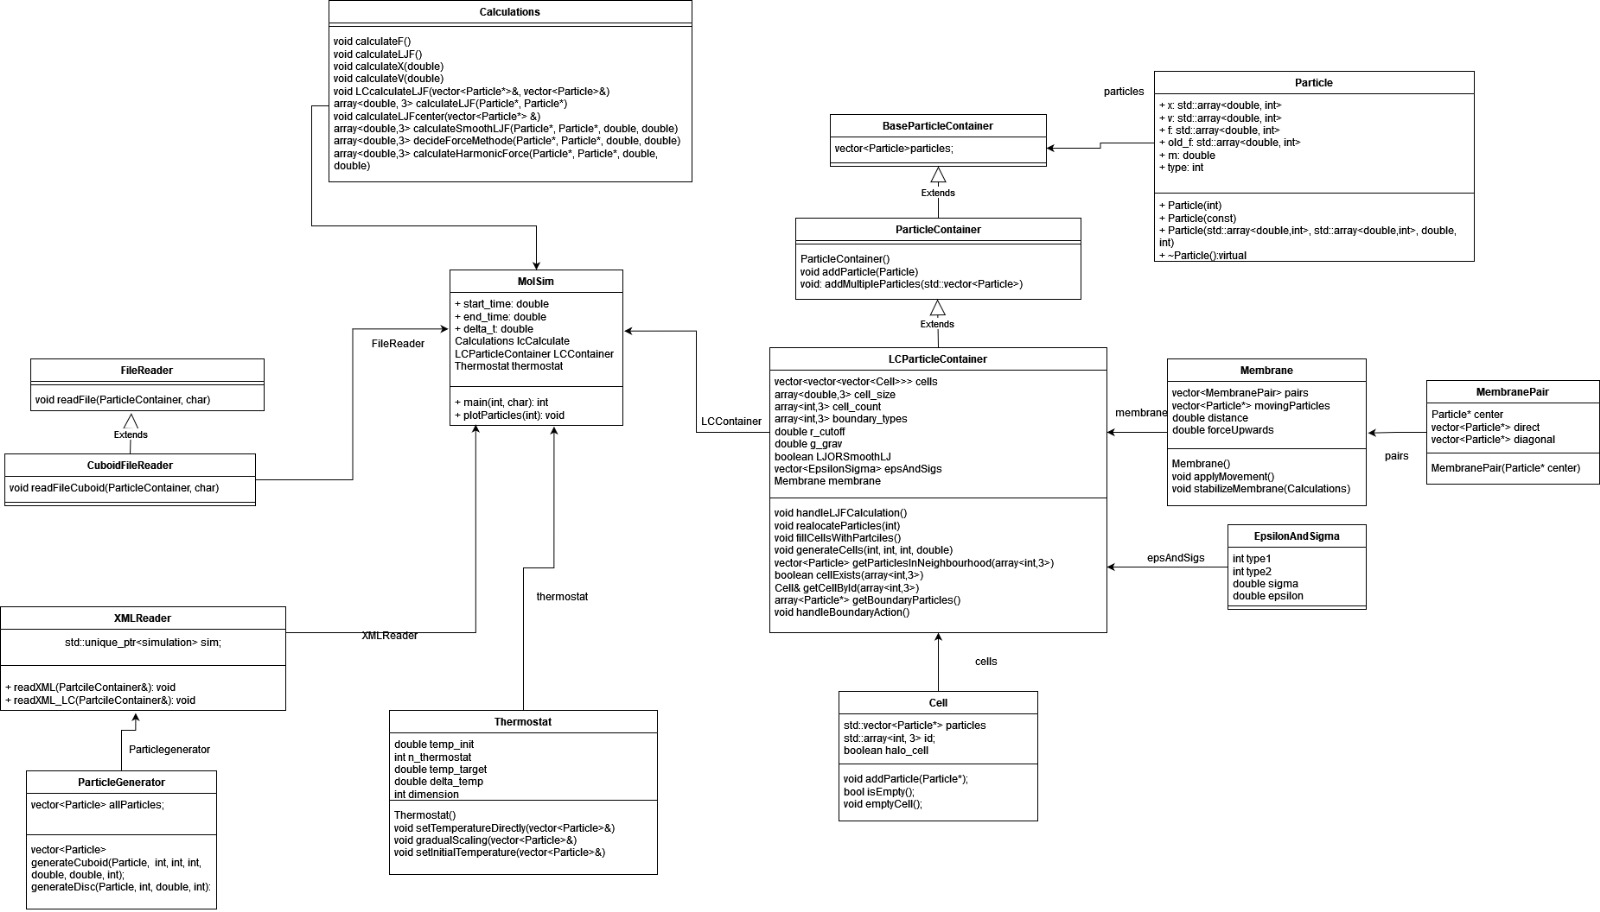 Calculations
void calculateF()
void calculateLJF()
void calculateX(double)
void calculateV(double)
void LCcalculateLJF(vector<Particle*>&, vector<Particle>&)
array<double, 3> calculateLJF(Particle*, Particle*)
void calculateLJFcenter(vector<Particle*> &)
array<double,3> calculateSmoothLJF(Particle*, Particle*, double, double)
array<double,3> decideForceMethode(Particle*, Particle*, double, double)
array<double,3> calculateHarmonicForce(Particle*, Particle*, double,
double)
particles
Particle
+ x: std::array<double, int>
+ v: std::array<double, int>
+ f: std::array<double, int>
+ old_f: std::array<double, int>
+ m: double
+ type: int
+ Particle(int)
+ Particle(const)
+ Particle(std::array<double,int>, std::array<double,int>, double,
int)
+ ~Particle():virtual
BaseParticleContainer
vector<Particle>particles;
Extends
ParticleContainer
ParticleContainer()
void addParticle(Particle)
void: addMultipleParticles(std::vector<Particle>)
Extends
MolSim
+ start_time: double
+ end_time: double
+ delta_t: double
Calculations lcCalculate
LCParticleContainer LCContainer
Thermostat thermostat
+ main(int, char): int
+ plotParticles(int): void
FileReader
FileReader
void readFile(ParticleContainer, char)
Extends
CuboidFileReader
void readFileCuboid(ParticleContainer, char)
LCContainer
LCParticleContainer
vector<vector<vector<Cell>>> cells
array<double,3> cell_size
array<int,3> cell_count
array<int,3> boundary_types
double r_cutoff
double g_grav
boolean LJORSmoothLJ
vector<EpsilonSigma> epsAndSigs
Membrane membrane
void handleLJFCalculation()
void realocateParticles(int)
void fillCellsWithPartciles()
void generateCells(int, int, int, double)
vector<Particle> getParticlesInNeighbourhood(array<int,3>)
boolean cellExists(array<int,3>)
Cell& getCellById(array<int,3>)
array<Particle*> getBoundaryParticles()
void handleBoundaryAction()
membrane
Membrane
vector<MembranePair> pairs
vector<Particle*> movingParticles
double distance
double forceUpwards
Membrane()
void applyMovement()
void stabilizeMembrane(Calculations)
pairs
MembranePair
Particle* center
vector<Particle*> direct
vector<Particle*> diagonal
MembranePair(Particle* center)
epsAndSigs
EpsilonAndSigma
int type1
int type2
double sigma
double epsilon
thermostat
XMLReader
XMLReader
std::unique_ptr<simulation> sim;
+ readXML(PartcileContainer&): void
+ readXML_LC(PartcileContainer&): void
Particlegenerator
ParticleGenerator
vector<Particle> allParticles;
vector<Particle>
generateCuboid(Particle, int, int, int,
double, double, int);
generateDisc(Particle, int, double, int):
Thermostat
double temp_init
int n_thermostat
double temp_target
double delta_temp
int dimension
Thermostat()
void setTemperatureDirectly(vector<Particle>&)
void gradualScaling(vector<Particle>&)
void setInitialTemperature(vector<Particle>&)
cells
Cell
std::vector<Particle*> particles
std::array<int, 3> id;
boolean halo_cell
void addParticle(Particle*);
bool isEmpty();
void emptyCell();